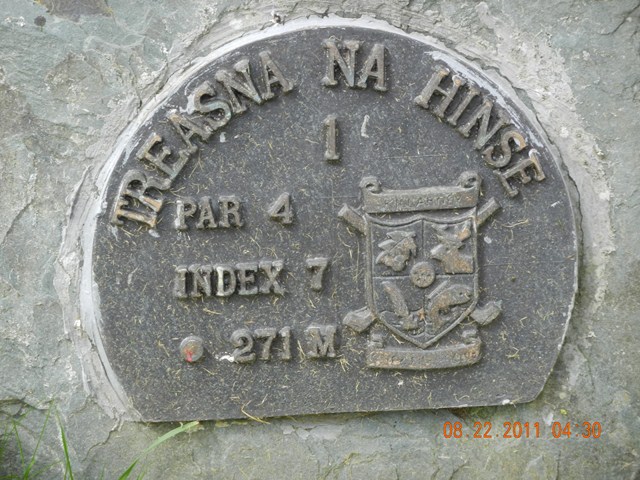 TREASNA NA HINSE
1
PAR 4
INDEX 7
271 M
08.22.2011 04:30